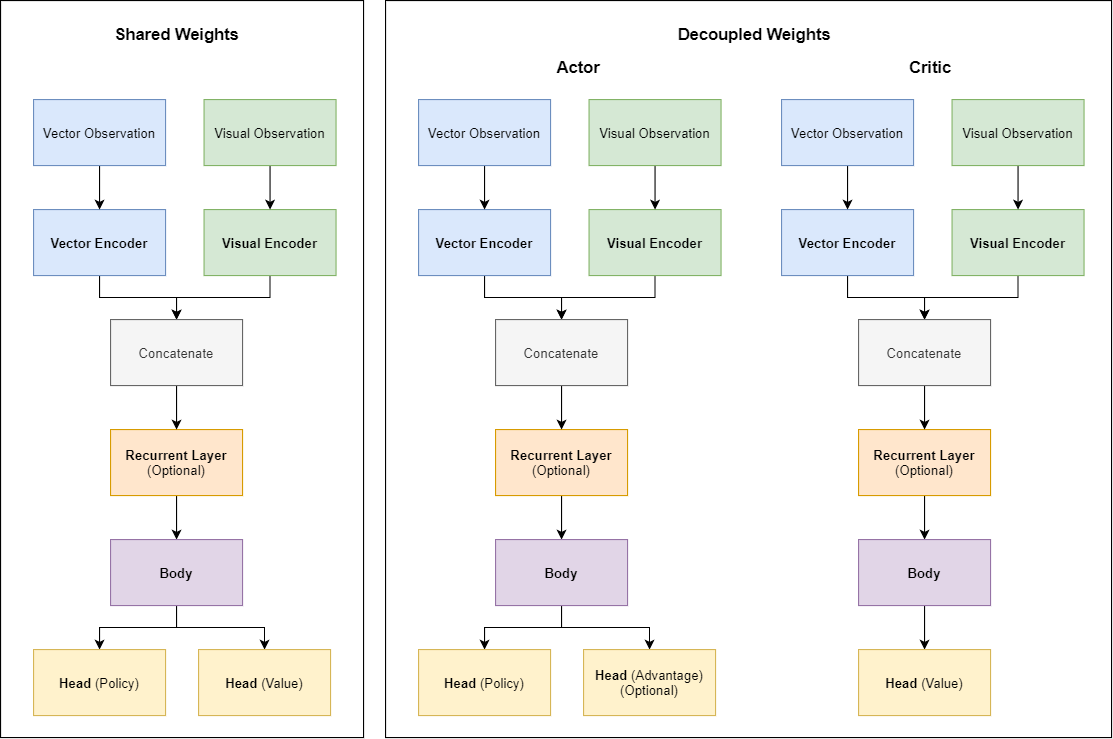 Shared Weights
Vector Observation
Visual Observation
Vector Encoder
Visual Encoder
Concatenate
Recurrent Layer
(Optional)
Body
Head (Policy)
Head (Value)
Decoupled Weights
Actor
Vector Observation
Visual Observation
Vector Encoder
Visual Encoder
Concatenate
Recurrent Layer
(Optional)
Body
Head (Policy)
Head (Advantage)
(Optional)
Critic
Vector Observation
Visual Observation
Vector Encoder
Visual Encoder
Concatenate
Recurrent Layer
(Optional)
Body
Head (Value)